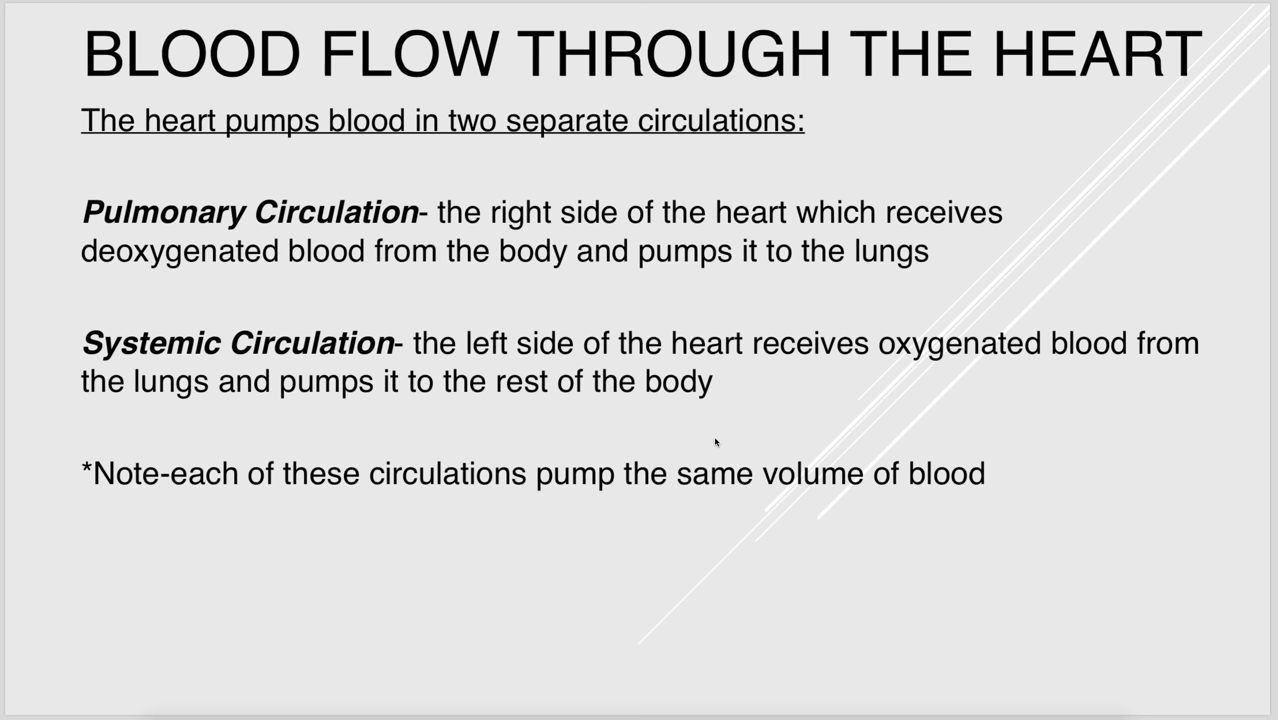 BLOOD FLOW THROUGH THE HEART
The heart pumps blood in two separate circulations:
Pulmonary Circulation- the right side of the heart which receives
deoxygenated blood from the body and pumps it to the lungs
Systemic Circulation- the left side of the heart receives oxygenated blood from
the lungs and pumps it to the rest of the body
*Note-each of these circulations pump the same volume of blood